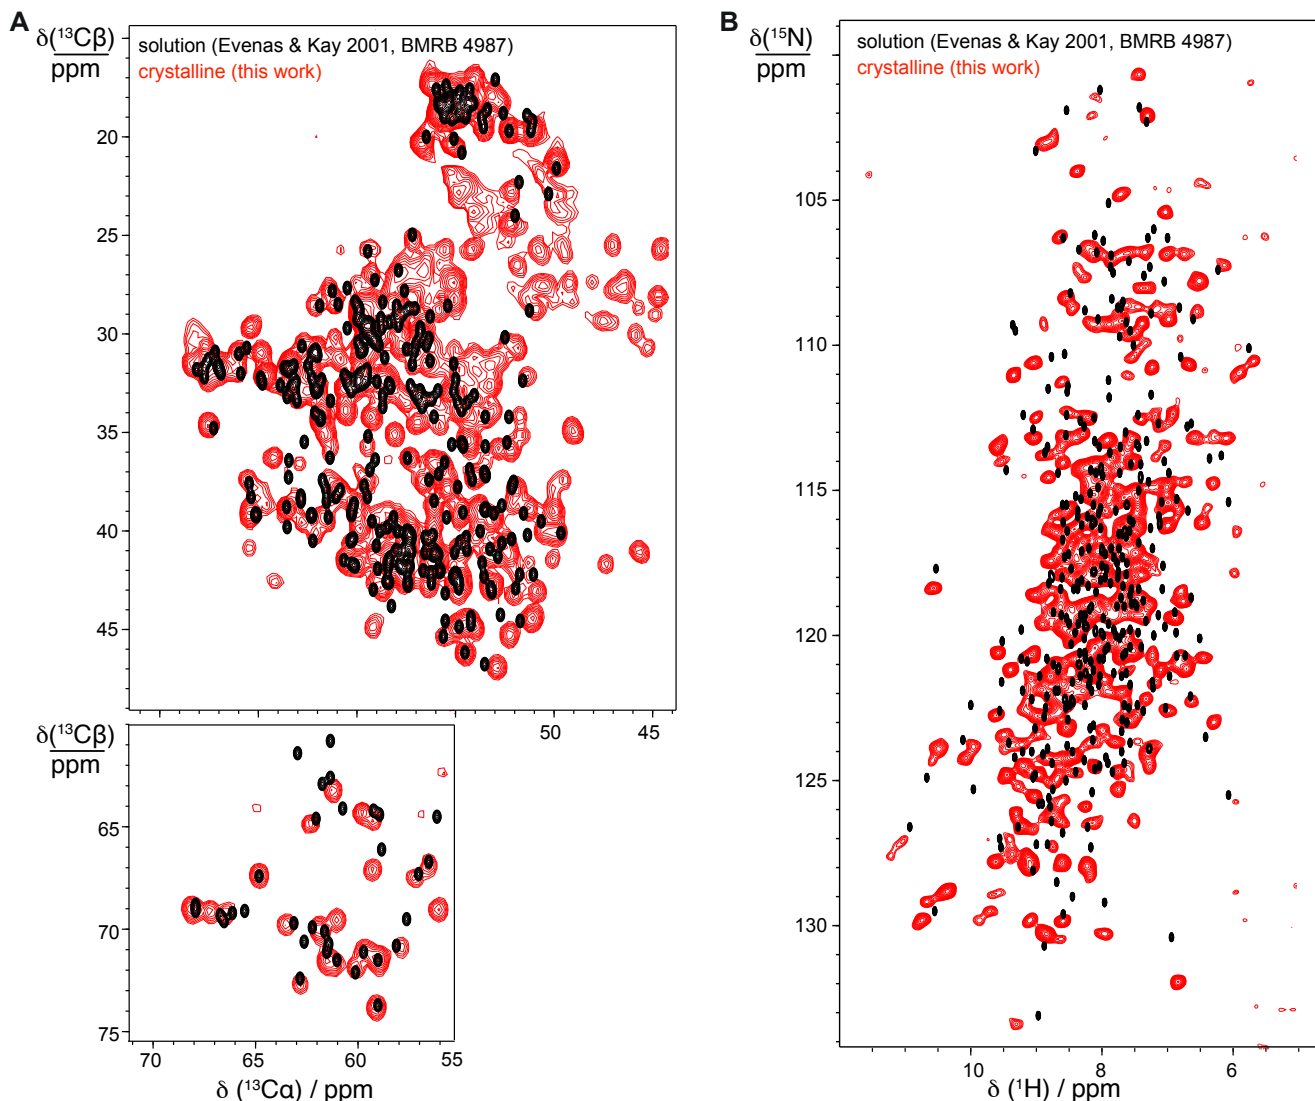 A
δ(¹³Cβ)
ppm
solution (Evenas & Kay 2001, BMRB 4987)
crystalline (this work)
20
25
30
35
40
45
50
45
δ(¹³Cβ)
ppm
65
70
75
70
65
60
55
δ (¹³Cα) / ppm
B
δ(¹⁵N)
ppm
solution (Evenas & Kay 2001, BMRB 4987)
crystalline (this work)
105
110
115
120
125
130
10
8
6
δ (¹H) / ppm